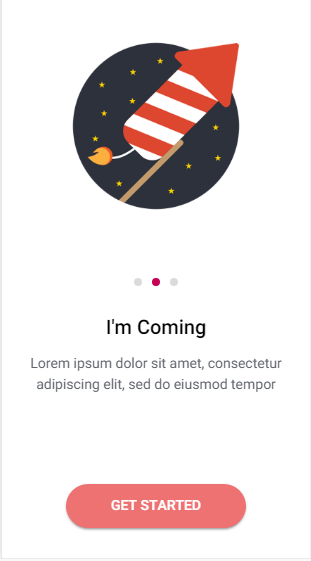 I'm Coming
Lorem ipsum dolor sit amet, consectetur
adipiscing elit, sed do eiusmod tempor
GET STARTED